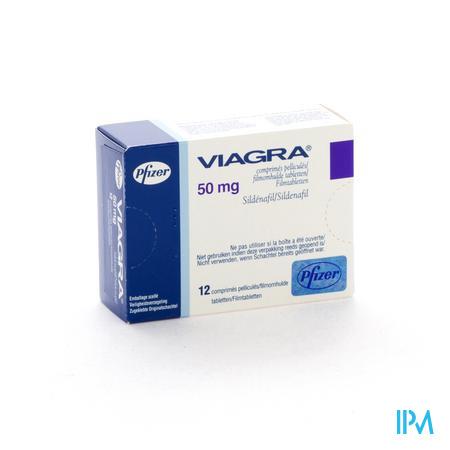 Pfizer
50 mg
VIAGRA
Emballage scellé
Veiligheidsverzegeling
Zugeklebte Originalschachtel
VIAGRA®
50 mg
comprimés pelliculés/
filmomhulde tabletten/
Filmtabletten
Sildénafil/Sildenafil
Ne pas utiliser si la boîte a été ouverte/
Niet gebruiken indien deze verpakking reeds geopend is/
Nicht verwenden, wenn Schachtel bereits geöffnet war.
Pfizer
12 comprimés pelliculés/filmomhulde
tabletten/Filmtabletten
IPM